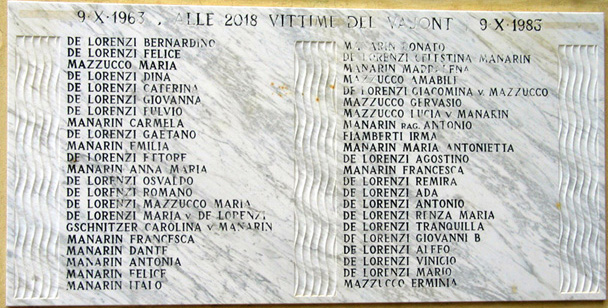 9·X·1963 ALLE 2018 VITTIME DEL VAJONT 9·X·1983
DE LORENZI BERNARDINO
DE LORENZI FELICE
MAZZUCCO MARIA
DE LORENZI DINA
DE LORENZI CATERINA
DE LORENZI GIOVANNA
DE LORENZI FULVIO
MANARIN CARMELA
DE LORENZI GAETANO
MANARIN EMILIA
DE LORENZI ETTORE
MANARIN ANNA MARIA
DE LORENZI OSVALDO
DE LORENZI ROMANO
DE LORENZI MAZZUCCO MARIA
DE LORENZI MARIA v DE LORENZI
GSCHNITZER CAROLINA v MANARIN
MANARIN FRANCESCA
MANARIN DANTE
MANARIN ANTONIA
MANARIN FELICE
MANARIN ITALO
MANARIN DONATO
DE LORENZI CELESTINA MANARIN
MANARIN MADDALENA
MAZZUCCO AMABILE
DE LORENZI GIACOMINA v. MAZZUCCO
MAZZUCCO GERVASIO
MAZZUCCO LUCIA v MANARIN
MANARIN RAG. ANTONIO
FIAMBERTI IRMA
MANARIN MARIA ANTONIETTA
DE LORENZI AGOSTINO
MANARIN FRANCESCA
DE LORENZI REMIRA
DE LORENZI ADA
DE LORENZI ANTONIO
DE LORENZI RENZA MARIA
DE LORENZI TRANQUILLA
DE LORENZI GIOVANNI B
DE LORENZI ALEFO
DE LORENZI VINICIO
DE LORENZI MARIO
MAZZUCCO ERMINIA